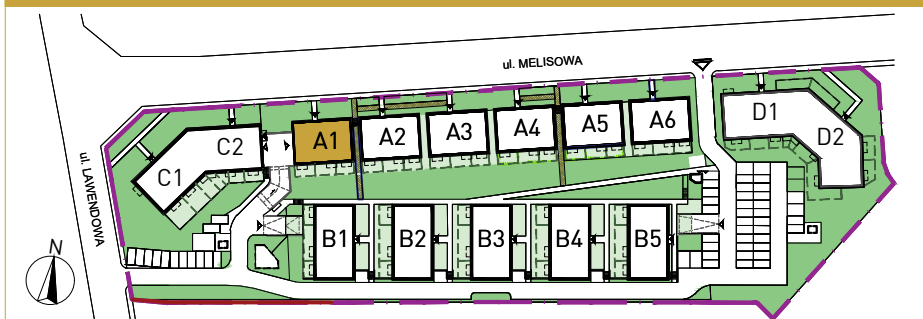 ul. MELISOWA
ul. LAWENDOWA
C1
C2
A1
A2
A3
A4
A5
A6
D1
D2
B1
B2
B3
B4
B5
N